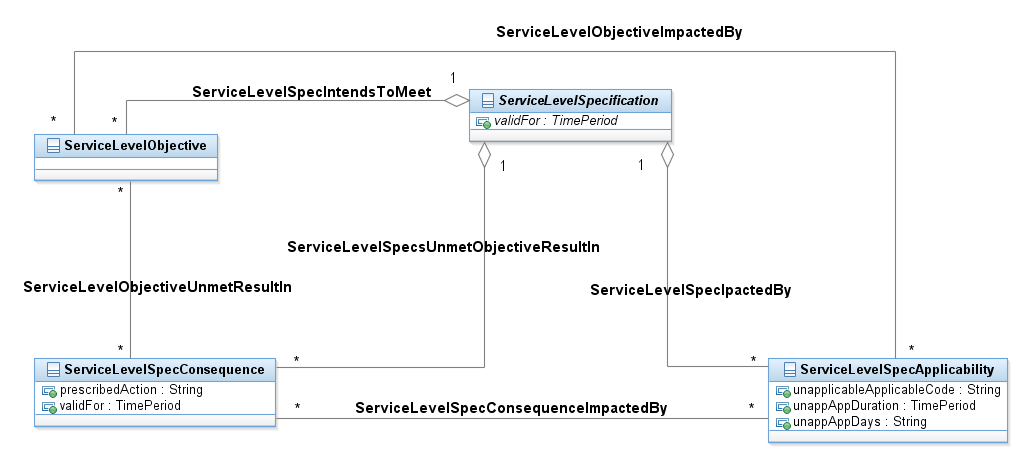 ServiceLevelObjectiveImpactedBy
1
ServiceLevelSpecIntendsToMeet
ServiceLevelSpecification
validFor : TimePeriod
*
*
ServiceLevelObjective
1
1
*
ServiceLevelSpecsUnmetObjectiveResultIn
ServiceLevelObjectiveUnmetResultIn
ServiceLevelSpecIpactedBy
*
*
*
*
ServiceLevelSpecConsequence
prescribedAction : String
validFor : TimePeriod
ServiceLevelSpecApplicability
unapplicableApplicableCode : String
unappAppDuration : TimePeriod
unappAppDays : String
*
ServiceLevelSpecConsequenceImpactedBy
*